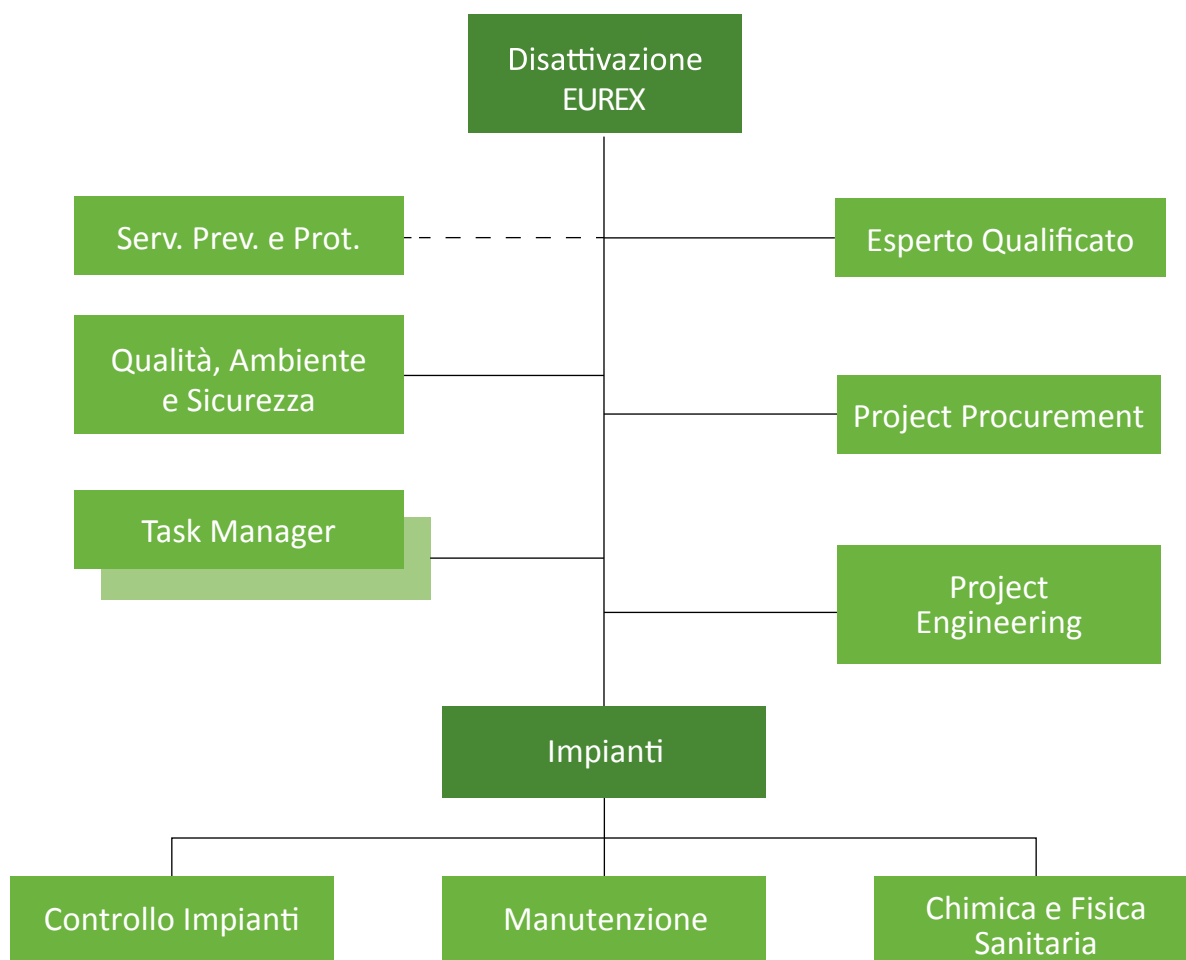 Disattivazione
EUREX
Serv. Prev. e Prot.
Esperto Qualificato
Qualità, Ambiente
e Sicurezza
Project Procurement
Task Manager
Project
Engineering
Impianti
Controllo Impianti
Manutenzione
Chimica e Fisica
Sanitaria